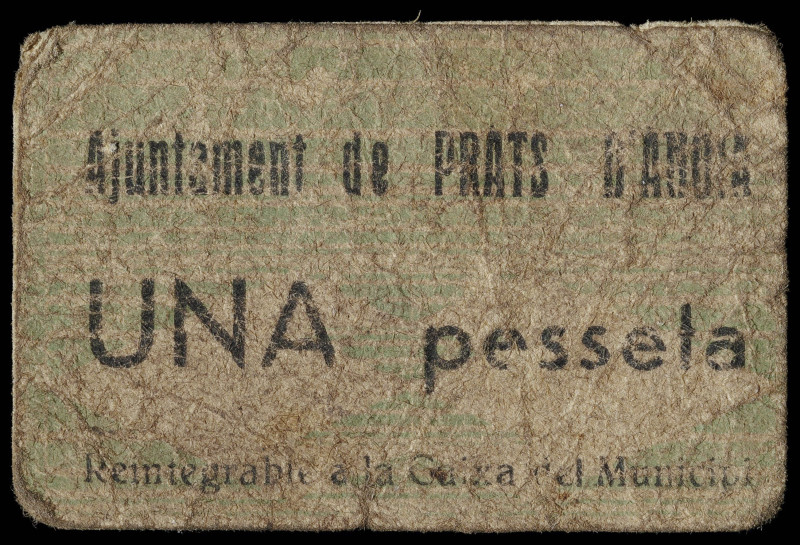 Ajuntament de PRATS D'ANOIA
UNA pesseta
Reintegrable a la Caixa del Municipi